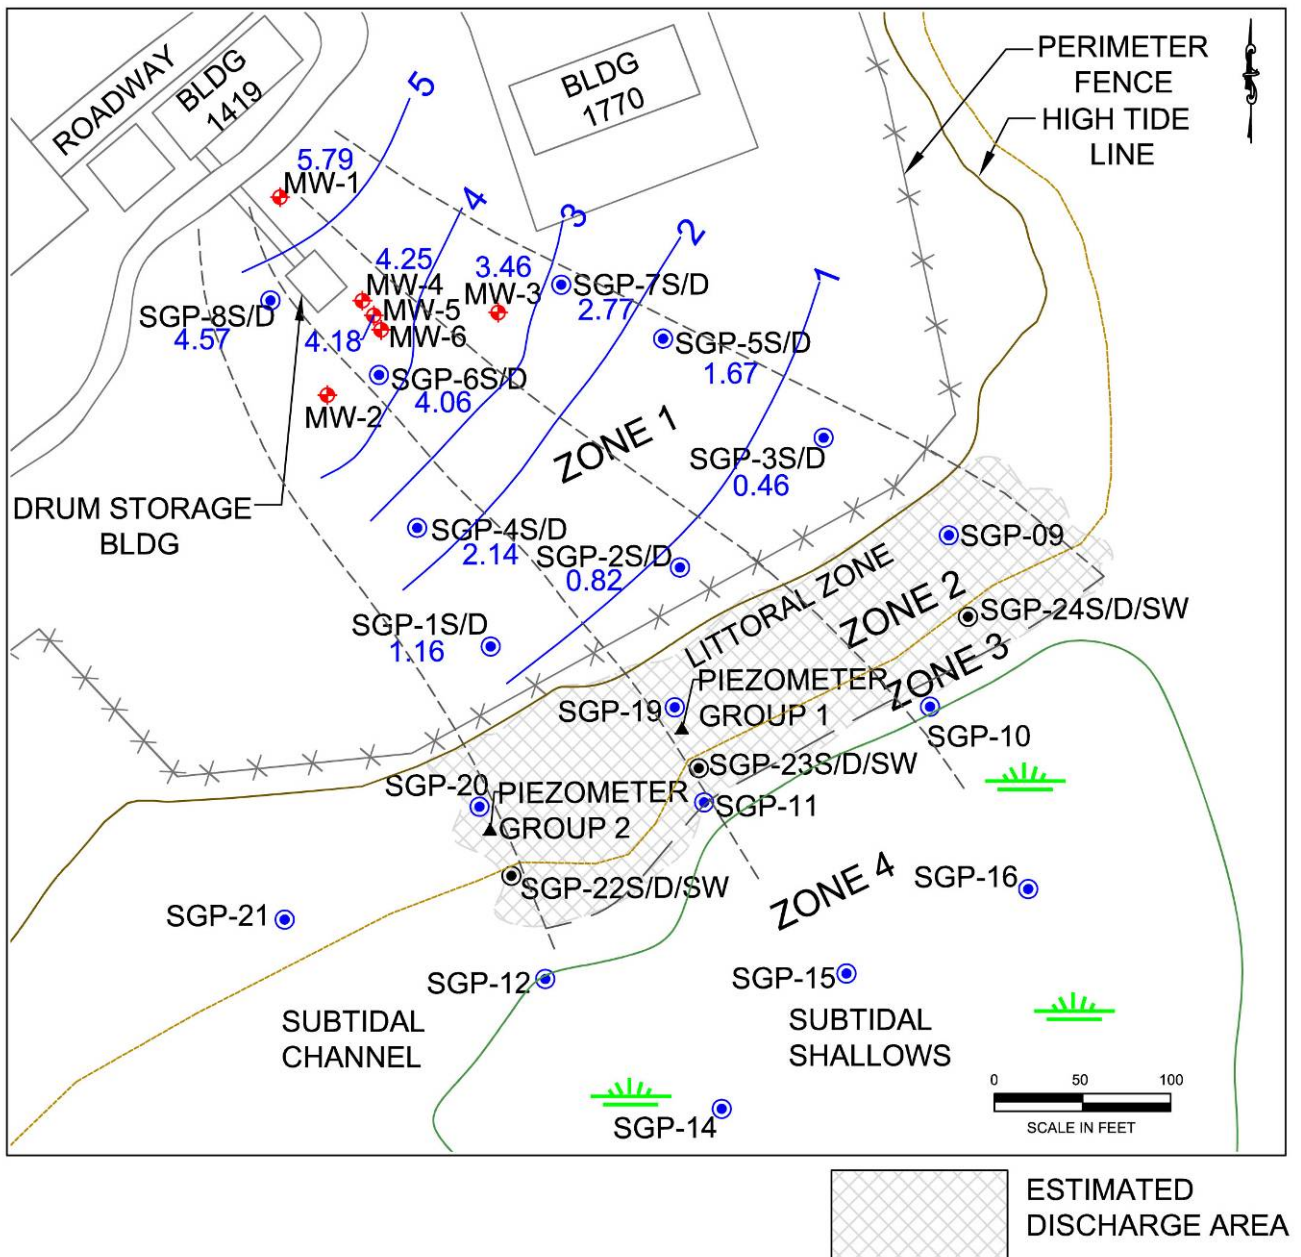 ROADWAY
BLDG
1419
BLDG
1770
PERIMETER
FENCE
HIGH TIDE
LINE
5
4
3
2
1
5.79
MW-1
4.25
MW-4
MW-5
MW-6
4.18
3.46
MW-3
SGP-7S/D
2.77
SGP-8S/D
4.57
SGP-5S/D
1.67
SGP-6S/D
4.06
MW-2
ZONE 1
SGP-3S/D
0.46
DRUM STORAGE
BLDG
SGP-4S/D
2.14
SGP-2S/D
0.82
SGP-09
LITTORAL ZONE
ZONE 2
SGP-24S/D/SW
SGP-1S/D
1.16
ZONE 3
PIEZOMETER
GROUP 1
SGP-19
SGP-10
SGP-23S/D/SW
SGP-20
PIEZOMETER
GROUP 2
SGP-11
SGP-22S/D/SW
ZONE 4
SGP-16
SGP-21
SGP-12
SGP-15
SUBTIDAL
CHANNEL
SUBTIDAL
SHALLOWS
SGP-14
0 50 100
SCALE IN FEET
ESTIMATED
DISCHARGE AREA